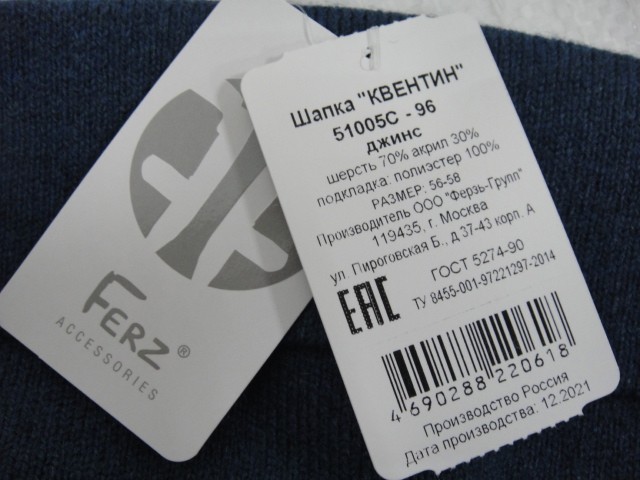 FERZ®
ACCESSORIES
Шапка "КВЕНТИН"
51005С - 96
джинс
шерсть 70% акрил 30%
подкладка: полиэстер 100%
РАЗМЕР: 56-58
Производитель ООО "Ферзь-Групп"
119435, г. Москва
ул Пироговская Б., д.37-43 корп. А
ГОСТ 5274-90
ТУ 8455-001-97221297-2014
EAC
4 690288 220618
Производство Россия
Дата производства: 12.2021